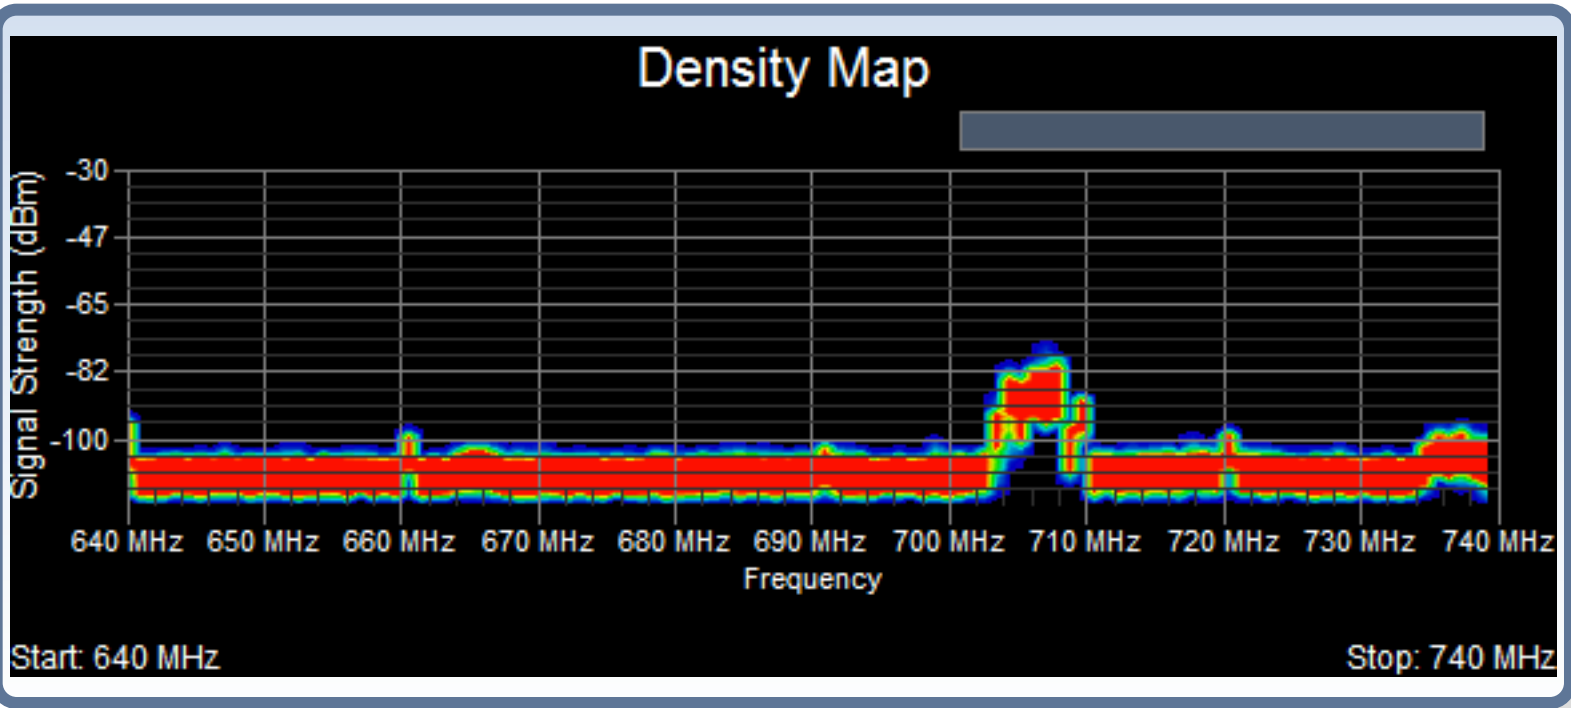 Density Map
Signal Strength (dBm)
-30
-47
-65
-82
-100
640 MHz 650 MHz 660 MHz 670 MHz 680 MHz 690 MHz 700 MHz 710 MHz 720 MHz 730 MHz 740 MHz
Frequency
Start: 640 MHz Stop: 740 MHz